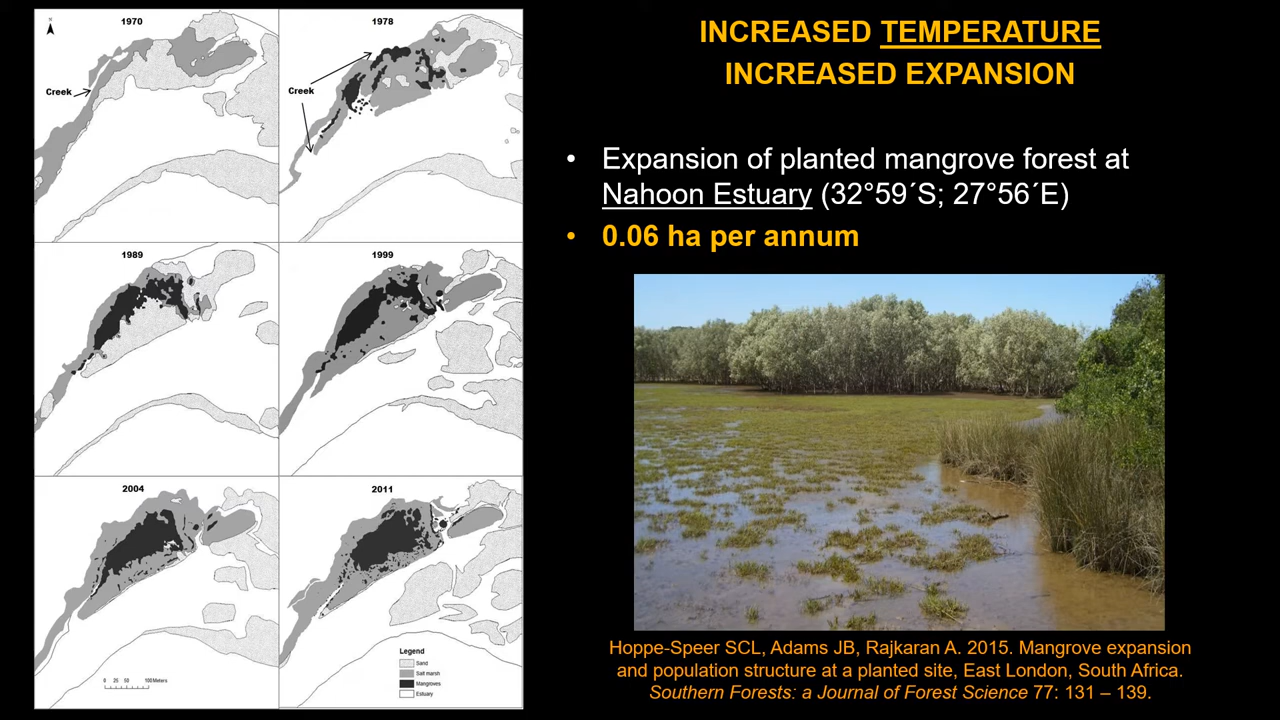 1970
N
Creek
1978
Creek
1989
1999
2004
0 25 50 100 Meters
2011
Legend
Sand
Salt marsh
Mangroves
Estuary
INCREASED TEMPERATURE
INCREASED EXPANSION
• Expansion of planted mangrove forest at
Nahoon Estuary (32°59´S; 27°56´E)
• 0.06 ha per annum
Hoppe-Speer SCL, Adams JB, Rajkaran A. 2015. Mangrove expansion
and population structure at a planted site, East London, South Africa.
Southern Forests: a Journal of Forest Science 77: 131 – 139.